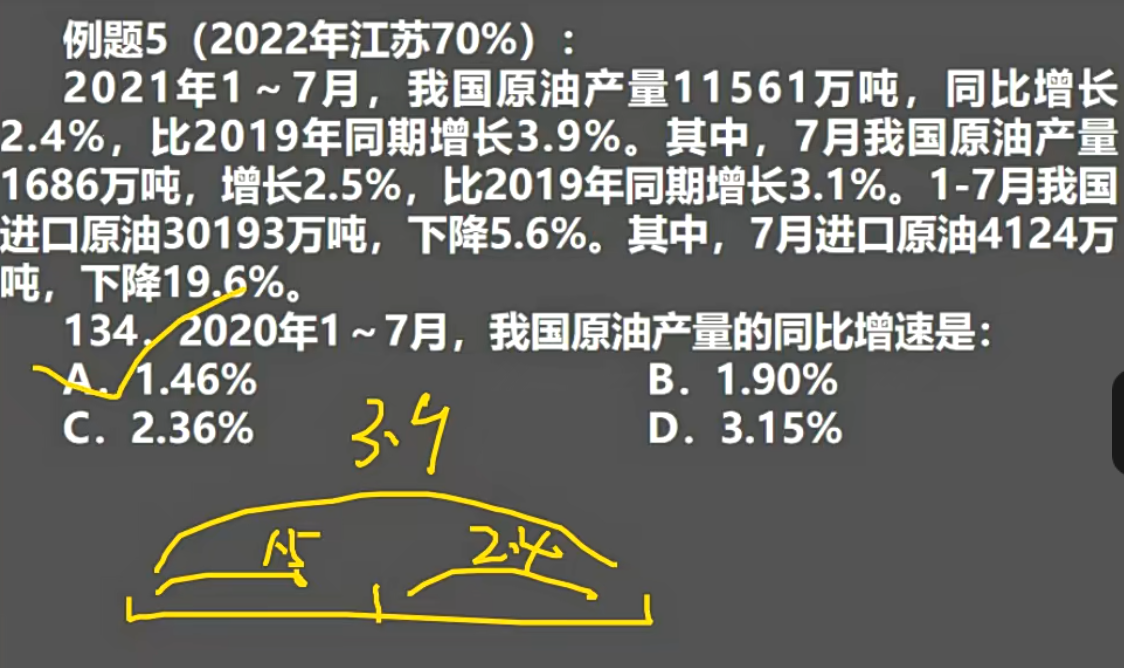 例题5（2022年江苏70%）：
2021年1～7月，我国原油产量11561万吨，同比增长
2.4%，比2019年同期增长3.9%。其中，7月我国原油产量
1686万吨，增长2.5%，比2019年同期增长3.1%。1-7月我国
进口原油30193万吨，下降5.6%。其中，7月进口原油4124万
吨，下降19.6%。
134．2020年1～7月，我国原油产量的同比增速是：
A．1.46% B．1.90%
C．2.36% D．3.15%
3.9
1.5 2.4